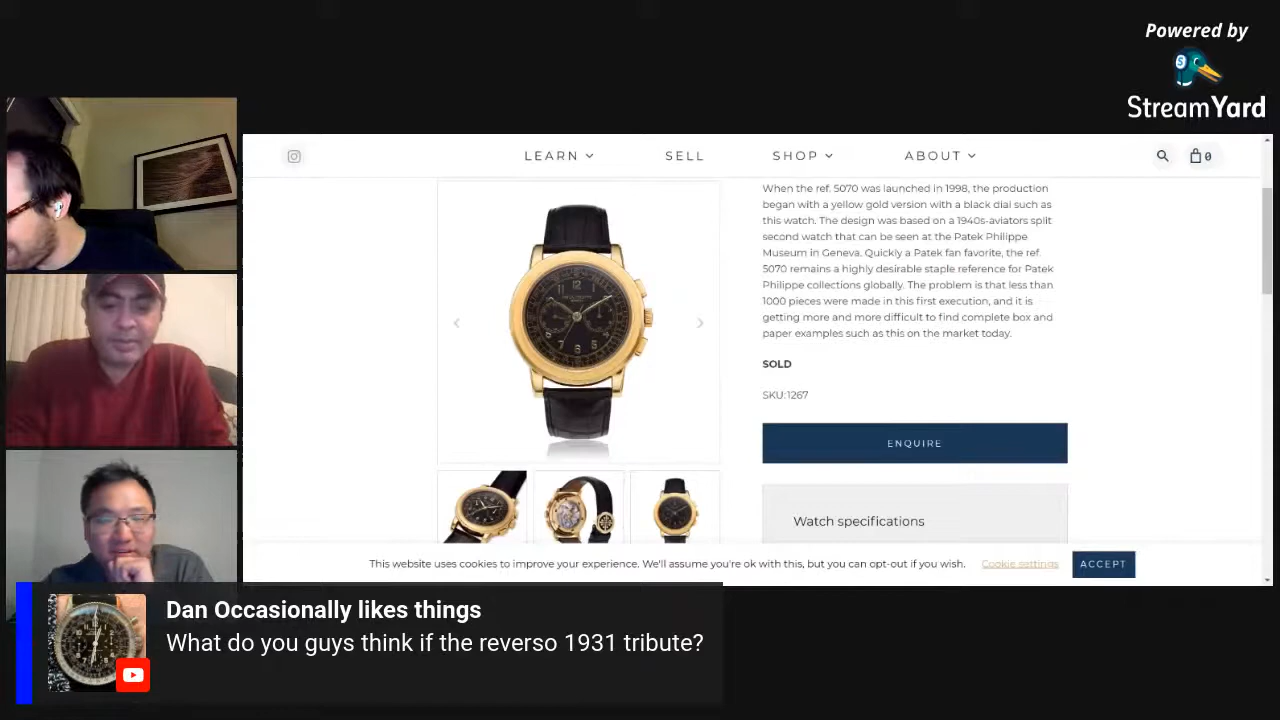 Powered by
StreamYard
LEARN
SELL
SHOP
ABOUT
0
When the ref. 5070 was launched in 1998, the production
began with a yellow gold version with a black dial such as
this watch. The design was based on a 1940s-aviators split
second watch that can be seen at the Patek Philippe
Museum in Geneva. Quickly a Patek fan favorite, the ref.
5070 remains a highly desirable staple reference for Patek
Philippe collections globally. The problem is that less than
1000 pieces were made in this first execution, and it is
getting more and more difficult to find complete box and
paper examples such as this on the market today.
SOLD
SKU:1267
ENQUIRE
Watch specifications
This website uses cookies to improve your experience. We'll assume you're ok with this, but you can opt-out if you wish.
Cookie settings
ACCEPT
Dan Occasionally likes things
What do you guys think if the reverso 1931 tribute?